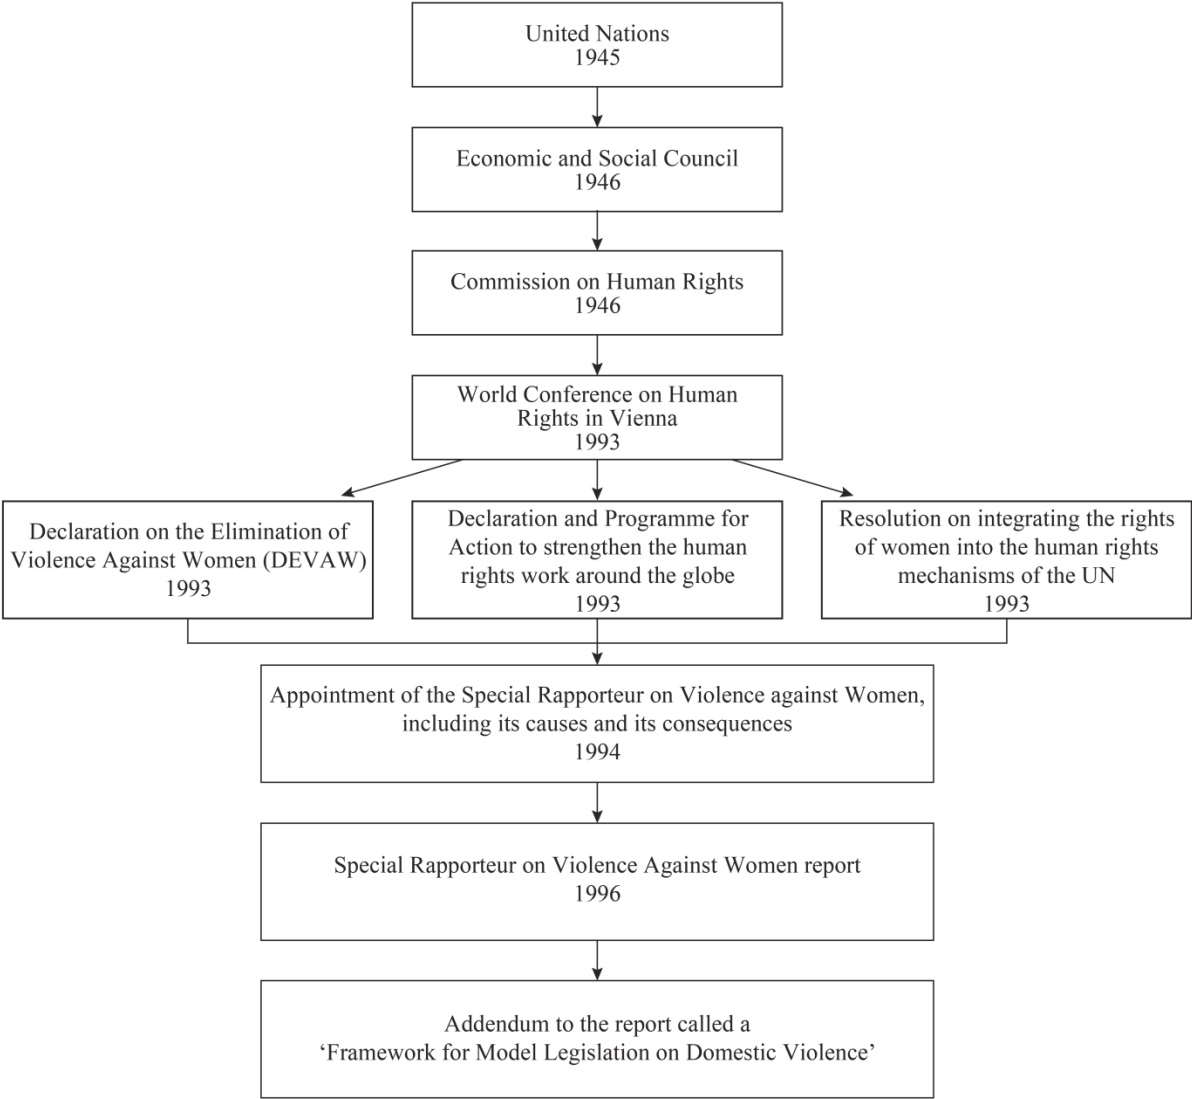 United Nations
1945
Economic and Social Council
1946
Commission on Human Rights
1946
World Conference on Human
Rights in Vienna
1993
Declaration on the Elimination of
Violence Against Women (DEVAW)
1993
Declaration and Programme for
Action to strengthen the human
rights work around the globe
1993
Resolution on integrating the rights
of women into the human rights
mechanisms of the UN
1993
Appointment of the Special Rapporteur on Violence against Women,
including its causes and its consequences
1994
Special Rapporteur on Violence Against Women report
1996
Addendum to the report called a
‘Framework for Model Legislation on Domestic Violence’